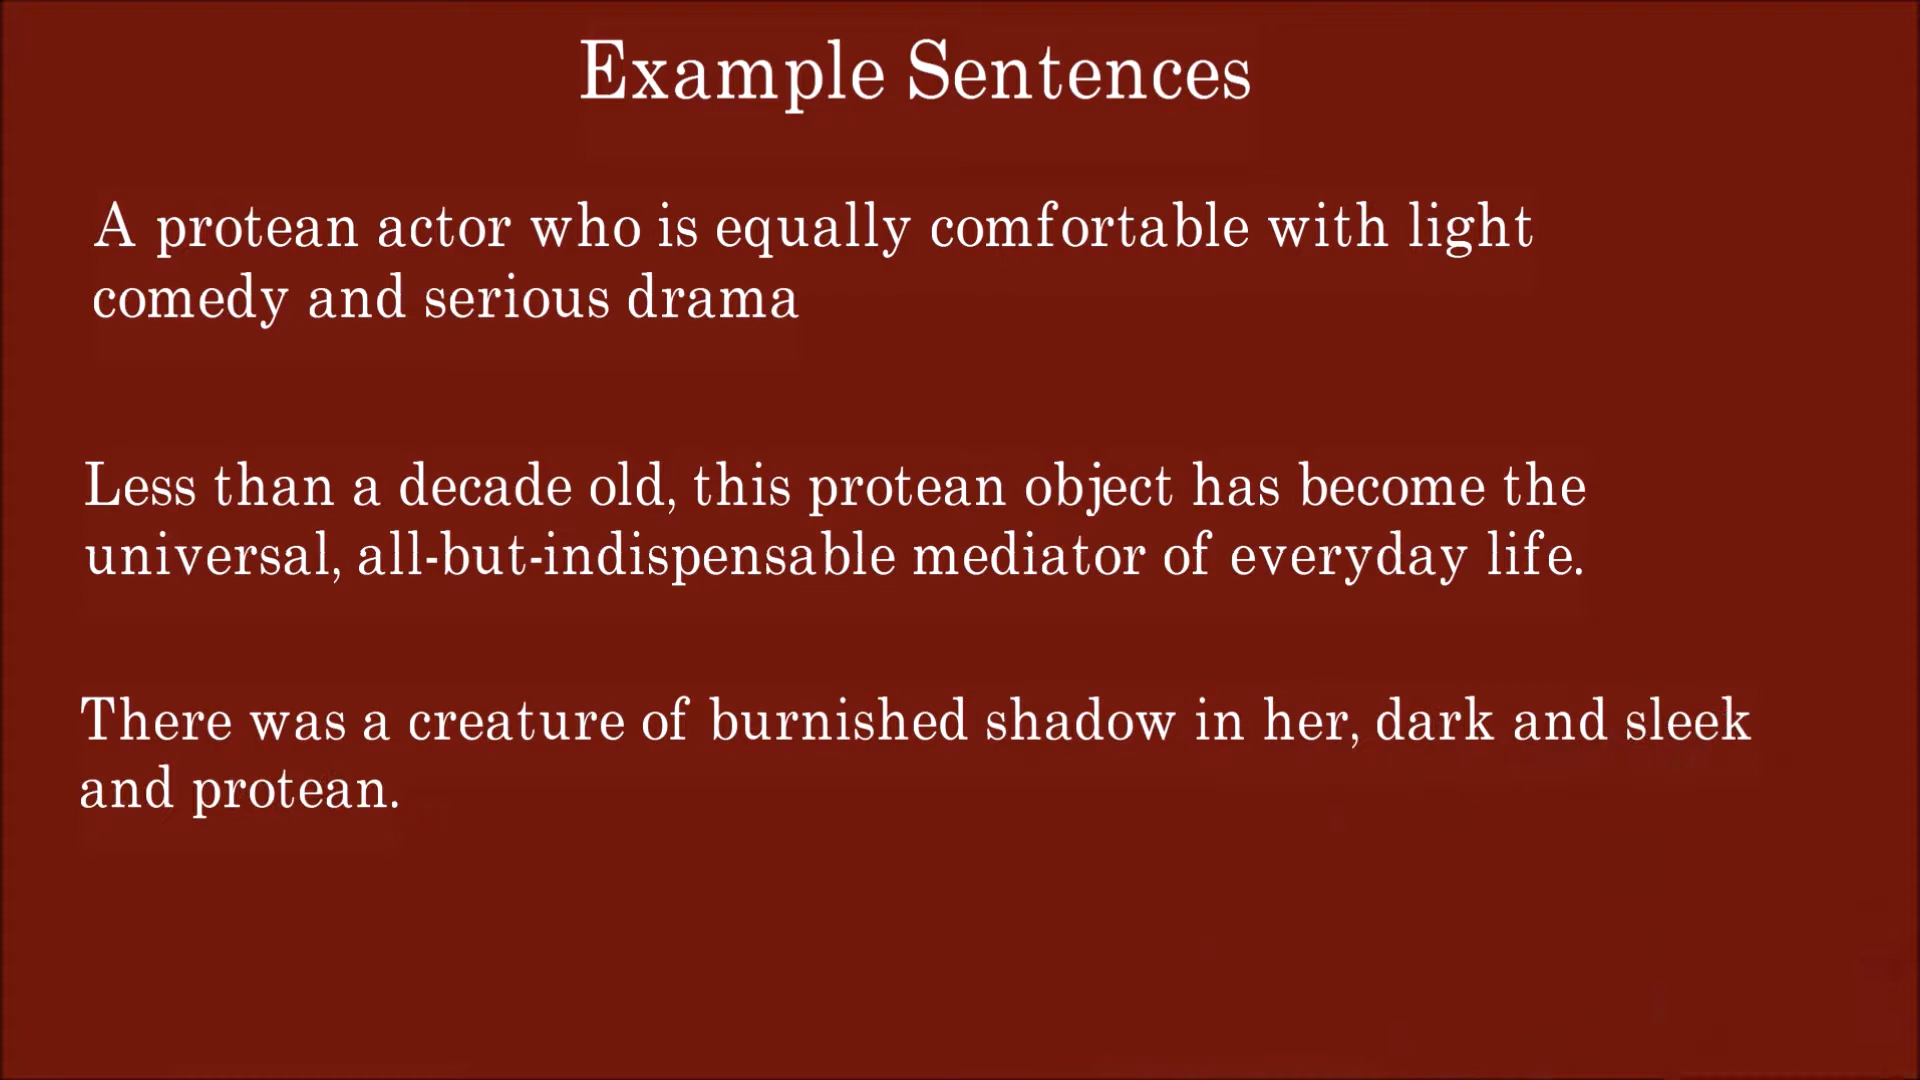 Example Sentences
A protean actor who is equally comfortable with light
comedy and serious drama
Less than a decade old, this protean object has become the
universal, all-but-indispensable mediator of everyday life.
There was a creature of burnished shadow in her, dark and sleek
and protean.